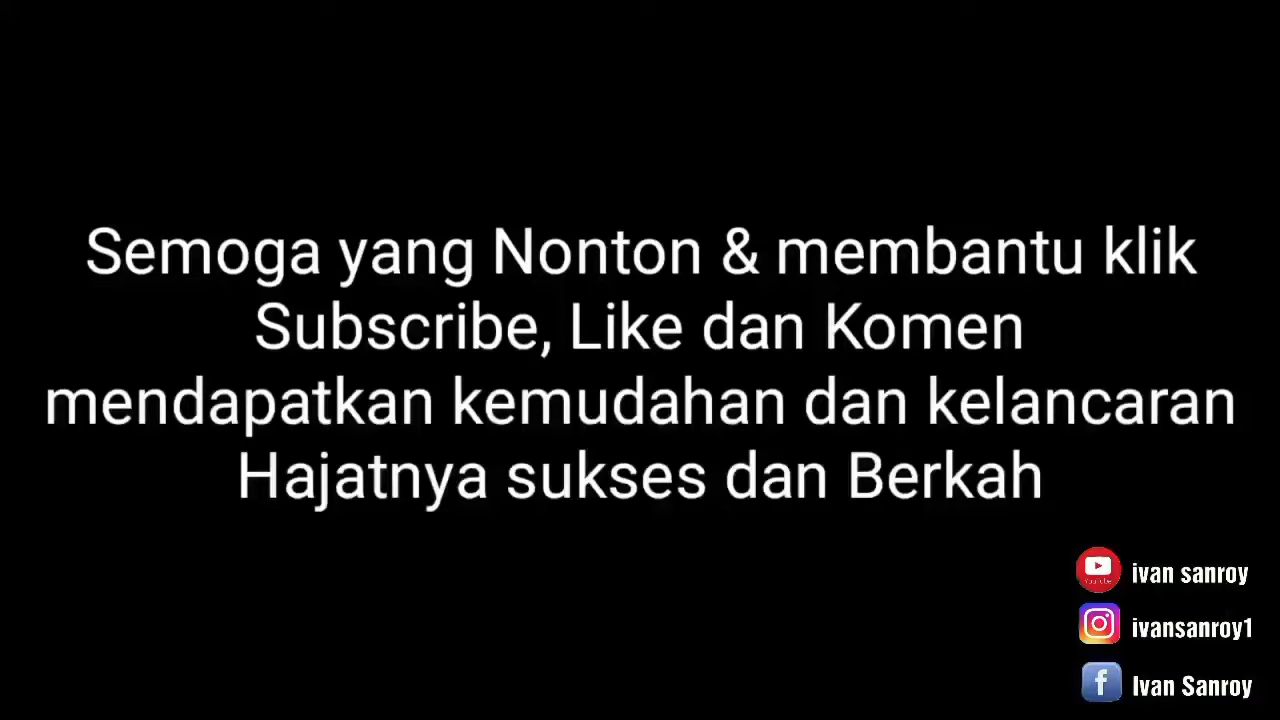 Semoga yang Nonton & membantu klik
Subscribe, Like dan Komen
mendapatkan kemudahan dan kelancaran
Hajatnya sukses dan Berkah
YouTube
ivan sanroy
ivansanroy1
Ivan Sanroy